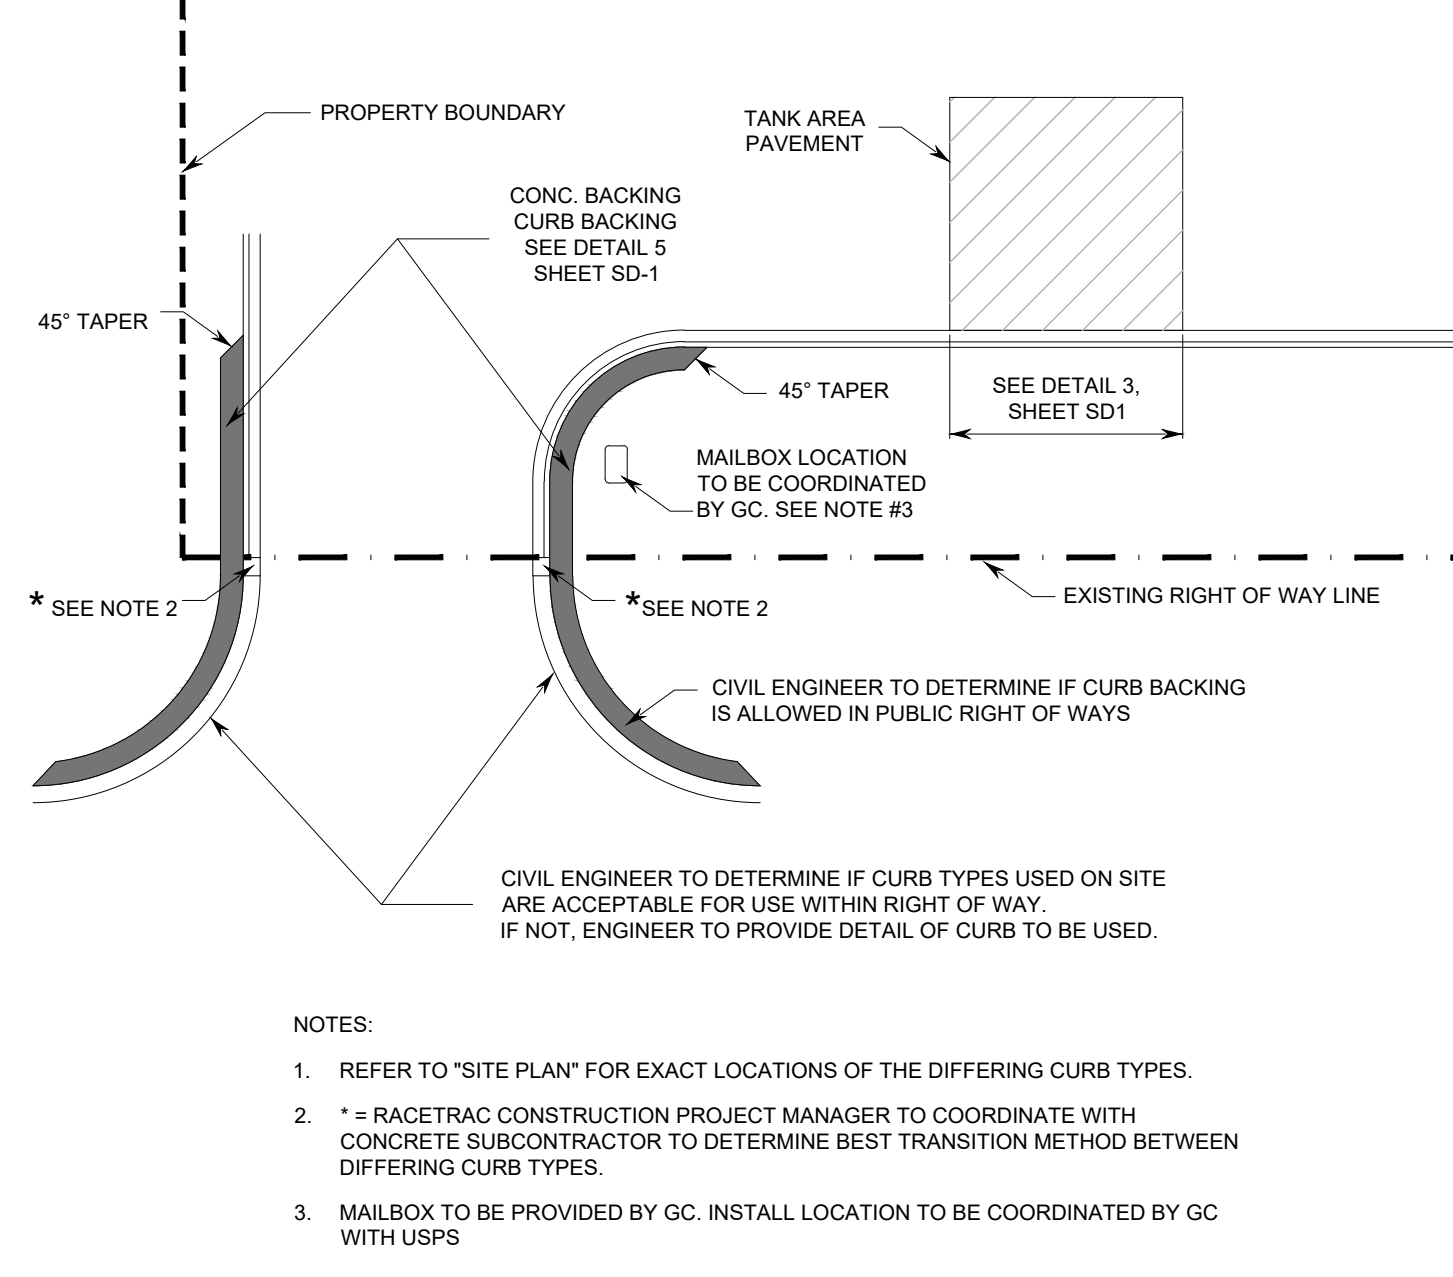 PROPERTY BOUNDARY
TANK AREA
PAVEMENT
CONC. BACKING
CURB BACKING
SEE DETAIL 5
SHEET SD-1
45° TAPER
45° TAPER
SEE DETAIL 3,
SHEET SD1
MAILBOX LOCATION
TO BE COORDINATED
BY GC. SEE NOTE #3
* SEE NOTE 2
*SEE NOTE 2
EXISTING RIGHT OF WAY LINE
CIVIL ENGINEER TO DETERMINE IF CURB BACKING
IS ALLOWED IN PUBLIC RIGHT OF WAYS
CIVIL ENGINEER TO DETERMINE IF CURB TYPES USED ON SITE
ARE ACCEPTABLE FOR USE WITHIN RIGHT OF WAY.
IF NOT, ENGINEER TO PROVIDE DETAIL OF CURB TO BE USED.
NOTES:
1. REFER TO "SITE PLAN" FOR EXACT LOCATIONS OF THE DIFFERING CURB TYPES.
2. * = RACETRAC CONSTRUCTION PROJECT MANAGER TO COORDINATE WITH
CONCRETE SUBCONTRACTOR TO DETERMINE BEST TRANSITION METHOD BETWEEN
DIFFERING CURB TYPES.
3. MAILBOX TO BE PROVIDED BY GC. INSTALL LOCATION TO BE COORDINATED BY GC
WITH USPS